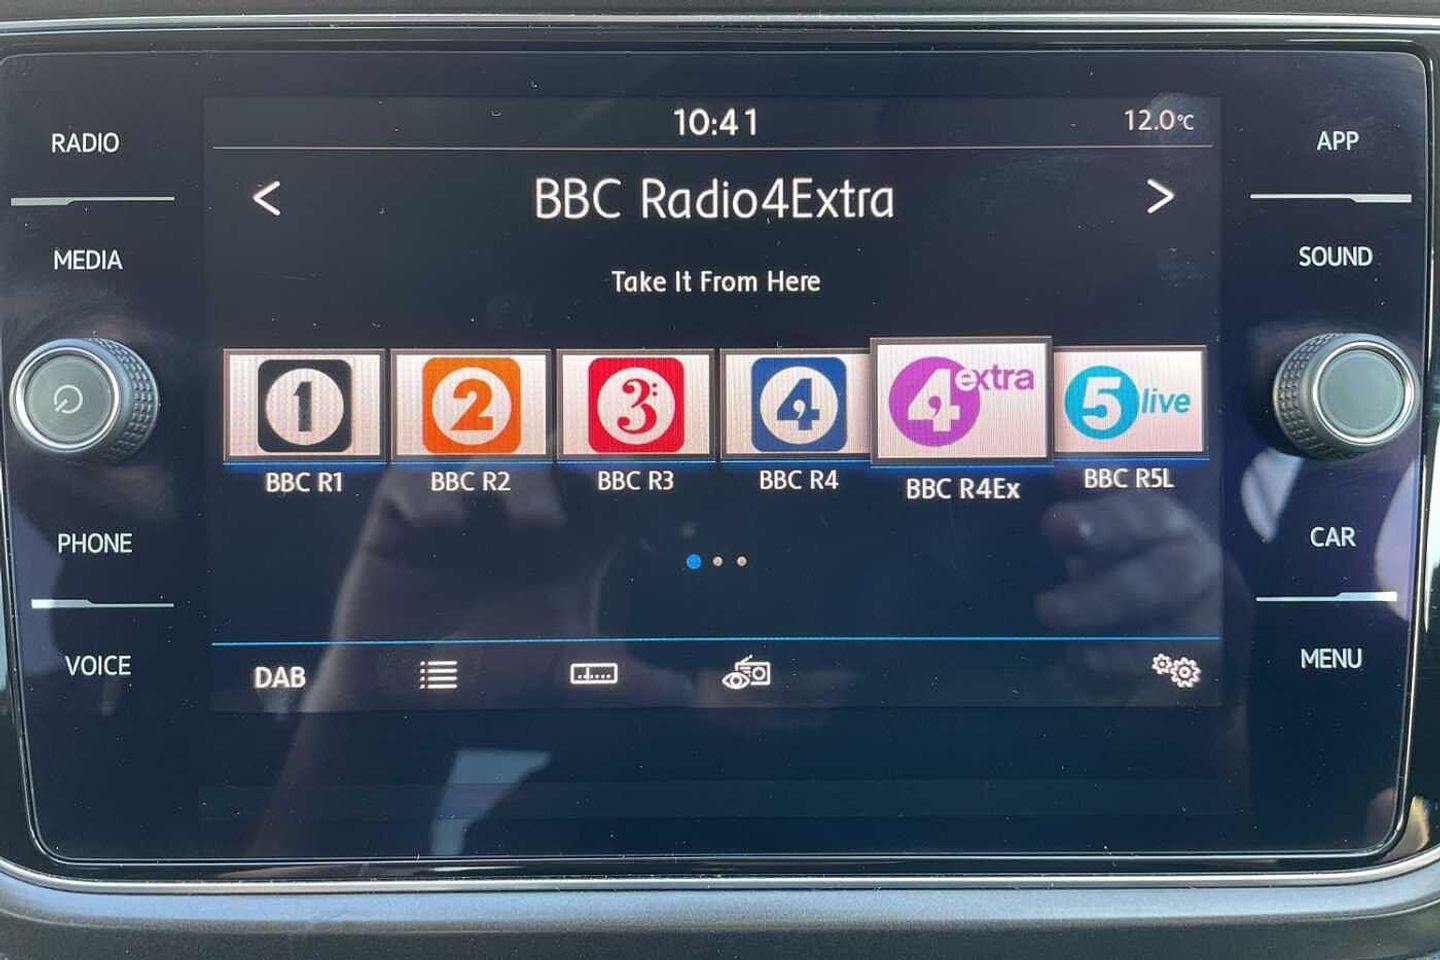 10:41
12.0°C
RADIO
APP
< BBC Radio4Extra >
MEDIA
SOUND
Take It From Here
1
2
3:
4
4 extra
5 live
BBC R1
BBC R2
BBC R3
BBC R4
BBC R4Ex
BBC R5L
PHONE
CAR
VOICE
DAB
MENU